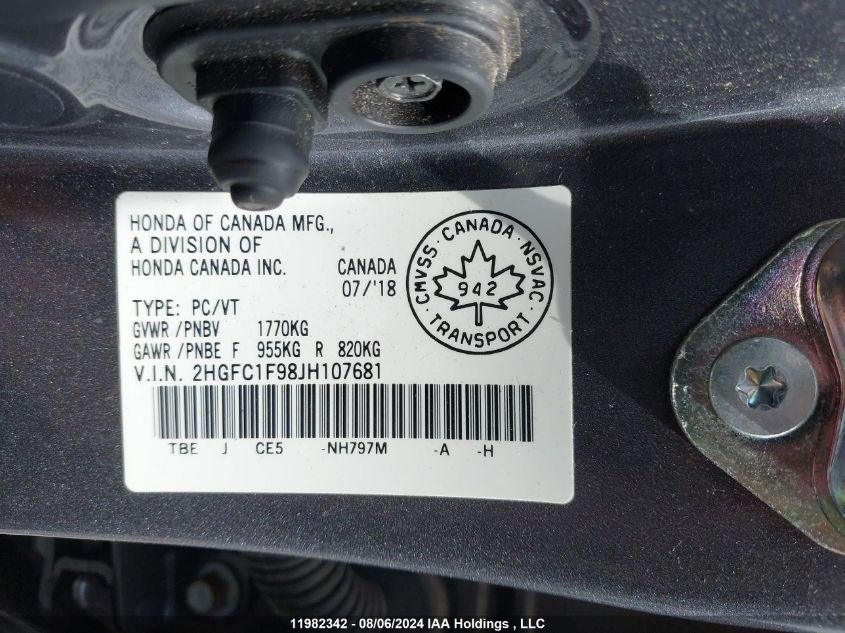 HONDA OF CANADA MFG.,
A DIVISION OF
HONDA CANADA INC. CANADA
07/'18
CMVSS · CANADA · NSVAC · TRANSPORT ·
942
TYPE: PC/VT
GVWR /PNBV 1770KG
GAWR /PNBE F 955KG R 820KG
V.I.N. 2HGFC1F98JH107681
TBE J CE5 -NH797M -A -H
11982342 - 08/06/2024 IAA Holdings , LLC